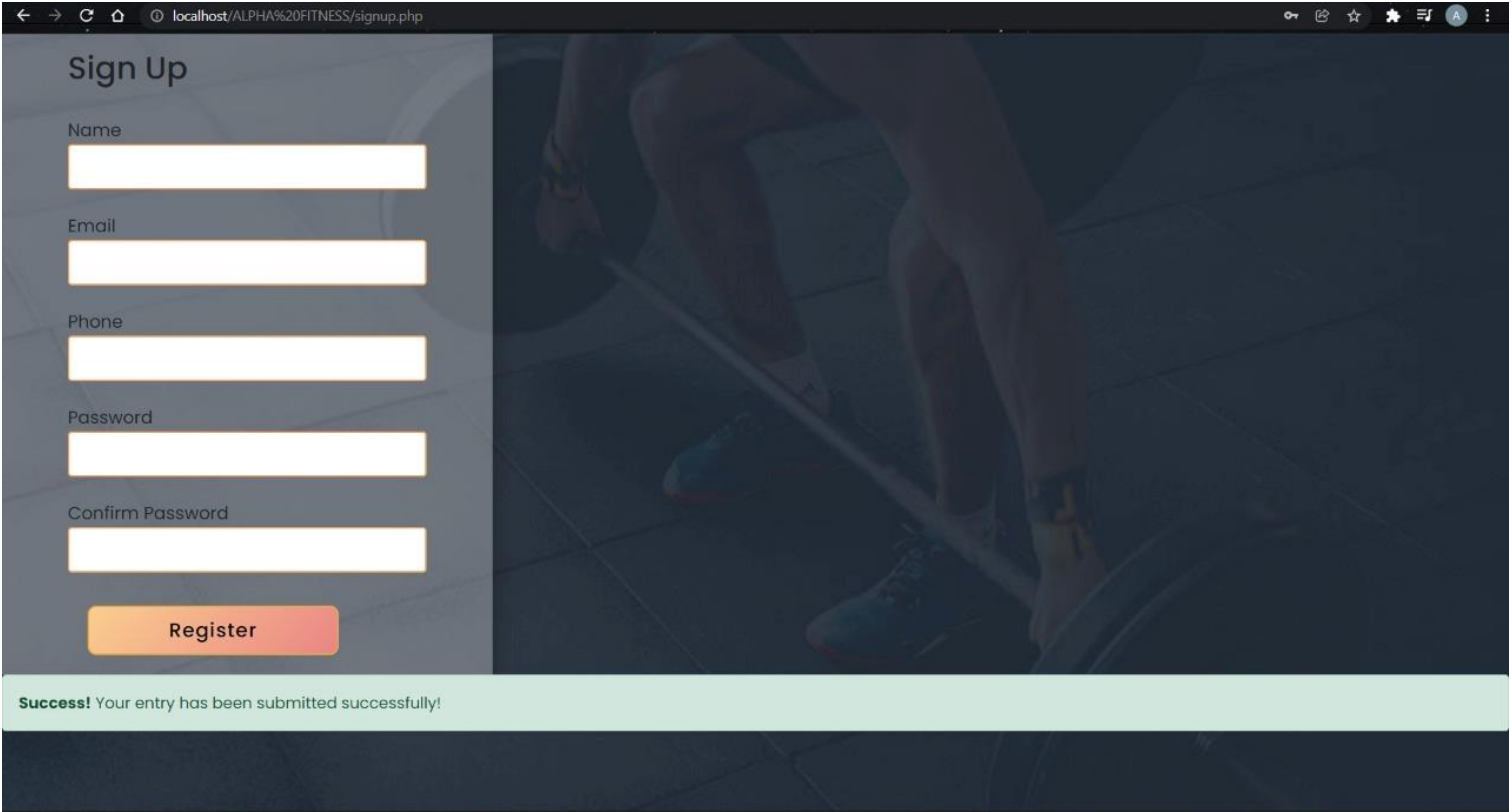 localhost/ALPHA%20FITNESS/signup.php
A
Sign Up
Name
Email
Phone
Password
Confirm Password
Register
Success! Your entry has been submitted successfully!